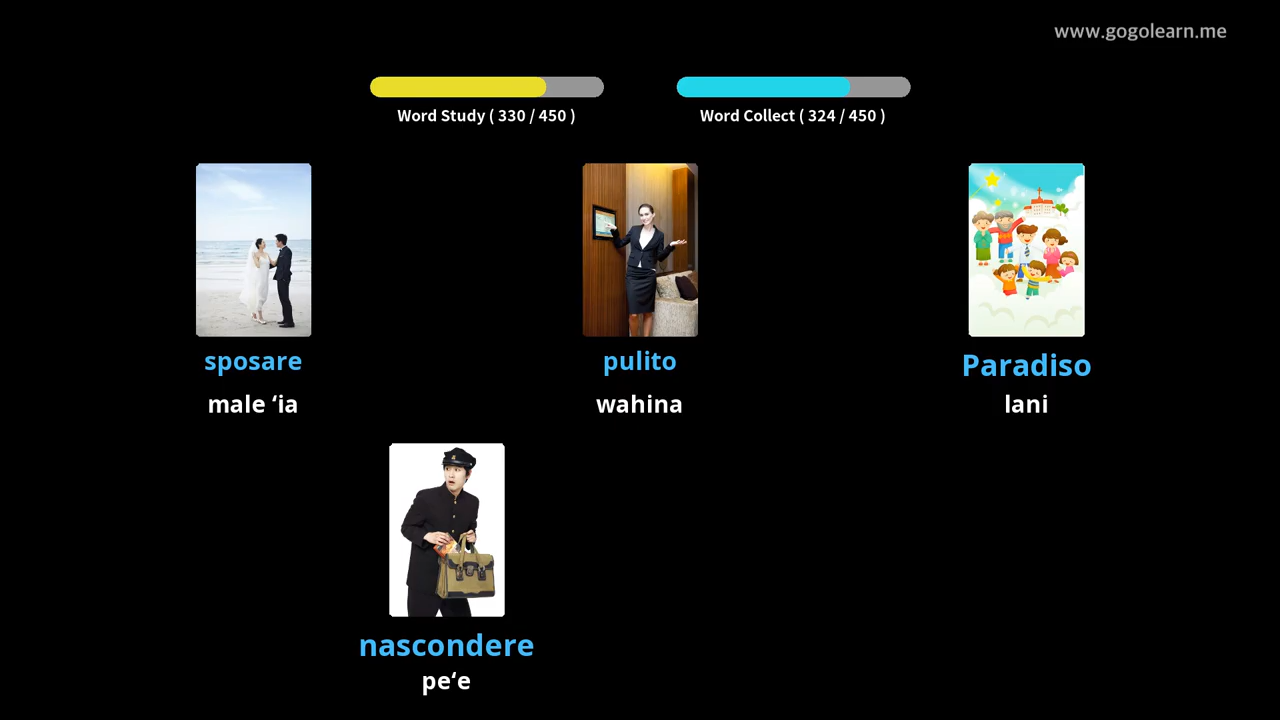 www.gogolearn.me
Word Study ( 330 / 450 )
Word Collect ( 324 / 450 )
sposare
male ʻia
pulito
wahina
Paradiso
lani
nascondere
peʻe